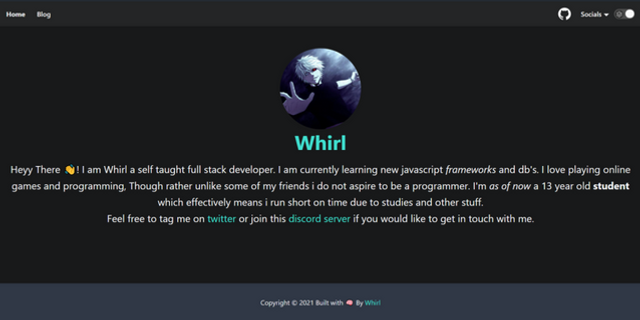 Home Blog Socials
Whirl
Heyy There 👋! I am Whirl a self taught full stack developer. I am currently learning new javascript frameworks and db's. I love playing online
games and programming, Though rather unlike some of my friends i do not aspire to be a programmer. I'm as of now a 13 year old student
which effectively means i run short on time due to studies and other stuff.
Feel free to tag me on twitter or join this discord server if you would like to get in touch with me.
Copyright © 2021 Built with 🧠 By Whirl